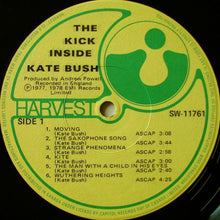 THE
KICK
INSIDE
KATE BUSH
Produced by Andrew Powell
Recorded in England
℗1977, 1978 EMI Records
Limited
HARVEST
SW-11761
SIDE 1
1. MOVING
(Kate Bush) ASCAP 3:08
2. THE SAXOPHONE SONG
(Kate Bush) ASCAP 3:44
3. STRANGE PHENOMENA
(Kate Bush) ASCAP 2:55
4. KITE
(Kate Bush) ASCAP 2:58
5. THE MAN WITH A CHILD IN HIS EYES
(Kate Bush) ASCAP 2:40
6. WUTHERING HEIGHTS
(Kate Bush) ASCAP 4:25